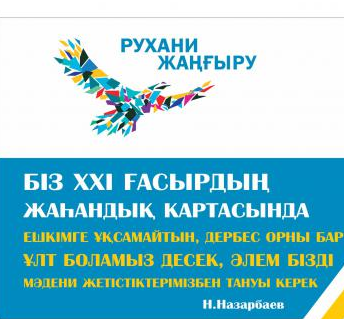 РУХАНИ
ЖАҢҒЫРУ
БІЗ XXI ҒАСЫРДЫҢ
ЖАҺАНДЫҚ КАРТАСЫНДА
ЕШКІМГЕ ҰҚСАМАЙТЫН, ДЕРБЕС ОРНЫ БАР
ҰЛТ БОЛАМЫЗ ДЕСЕК, ӘЛЕМ БІЗДІ
МӘДЕНИ ЖЕТІСТІКТЕРІМІЗБЕН ТАНУЫ КЕРЕК
Н.Назарбаев